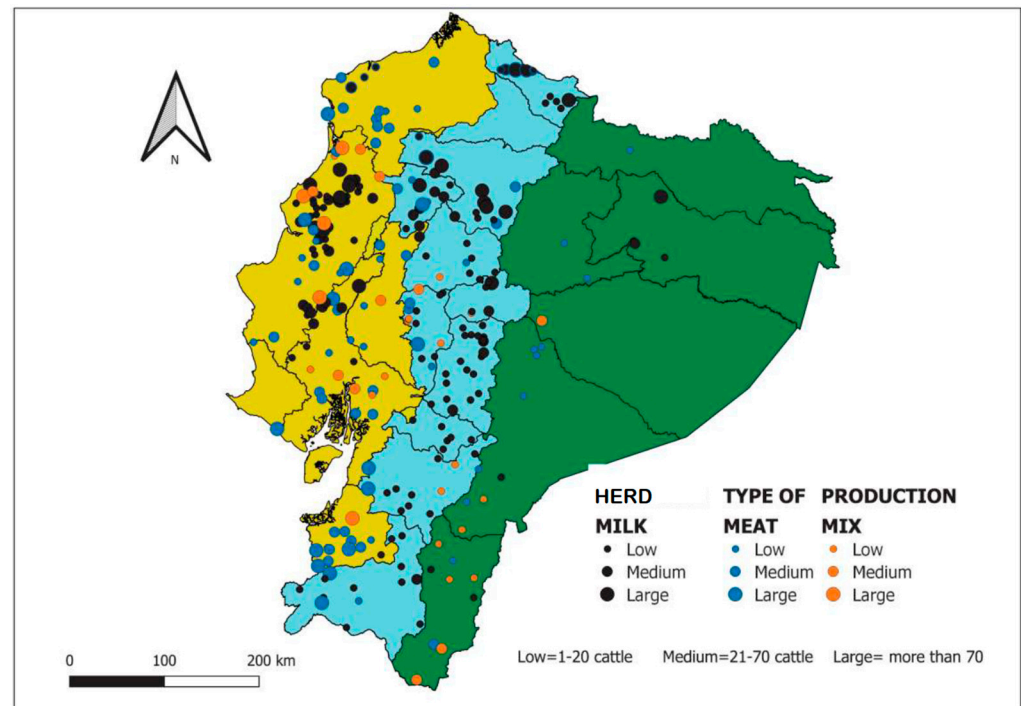 N
HERD TYPE OF PRODUCTION
MILK MEAT MIX
Low Low Low
Medium Medium Medium
Large Large Large
0 100 200 km
Low=1-20 cattle Medium=21-70 cattle Large= more than 70